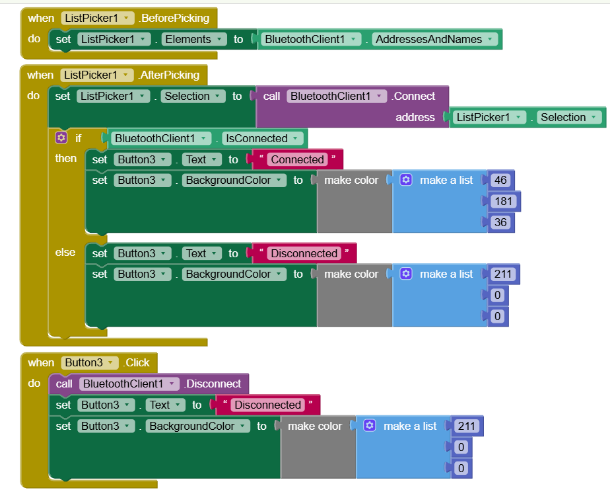 when ListPicker1 .BeforePicking
do set ListPicker1 . Elements to BluetoothClient1 . AddressesAndNames
when ListPicker1 .AfterPicking
do set ListPicker1 . Selection to call BluetoothClient1 .Connect
address ListPicker1 . Selection
if BluetoothClient1 . IsConnected
then set Button3 . Text to " Connected "
set Button3 . BackgroundColor to make color make a list 46
181
36
else set Button3 . Text to " Disconnected "
set Button3 . BackgroundColor to make color make a list 211
0
0
when Button3 .Click
do call BluetoothClient1 .Disconnect
set Button3 . Text to " Disconnected "
set Button3 . BackgroundColor to make color make a list 211
0
0